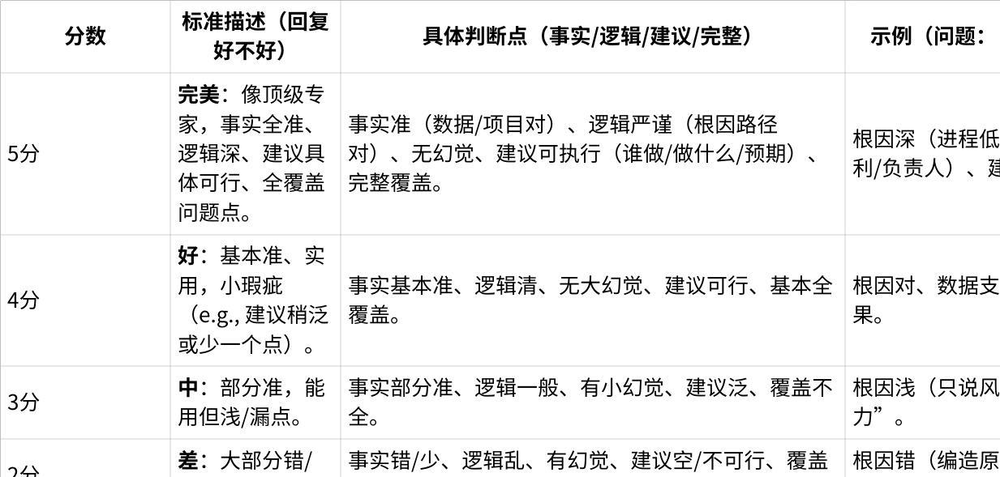 分数
标准描述（回复
好不好）
具体判断点（事实/逻辑/建议/完整）
示例（问题：
5分
完美：像顶级专
家，事实全准、
逻辑深、建议具
体可行、全覆盖
问题点。
事实准（数据/项目对）、逻辑严谨（根因路径
对）、无幻觉、建议可执行（谁做/做什么/预期）、
完整覆盖。
根因深（进程低
利/负责人）、建
4分
好：基本准、实
用，小瑕疵
（e.g., 建议稍泛
或少一个点）。
事实基本准、逻辑清、无大幻觉、建议可行、基本全
覆盖。
根因对、数据支
果。
3分
中：部分准，能
用但浅/漏点。
事实部分准、逻辑一般、有小幻觉、建议泛、覆盖不
全。
根因浅（只说风
力”。
2分
差：大部分错/
事实错/少、逻辑乱、有幻觉、建议空/不可行、覆盖
根因错（编造原